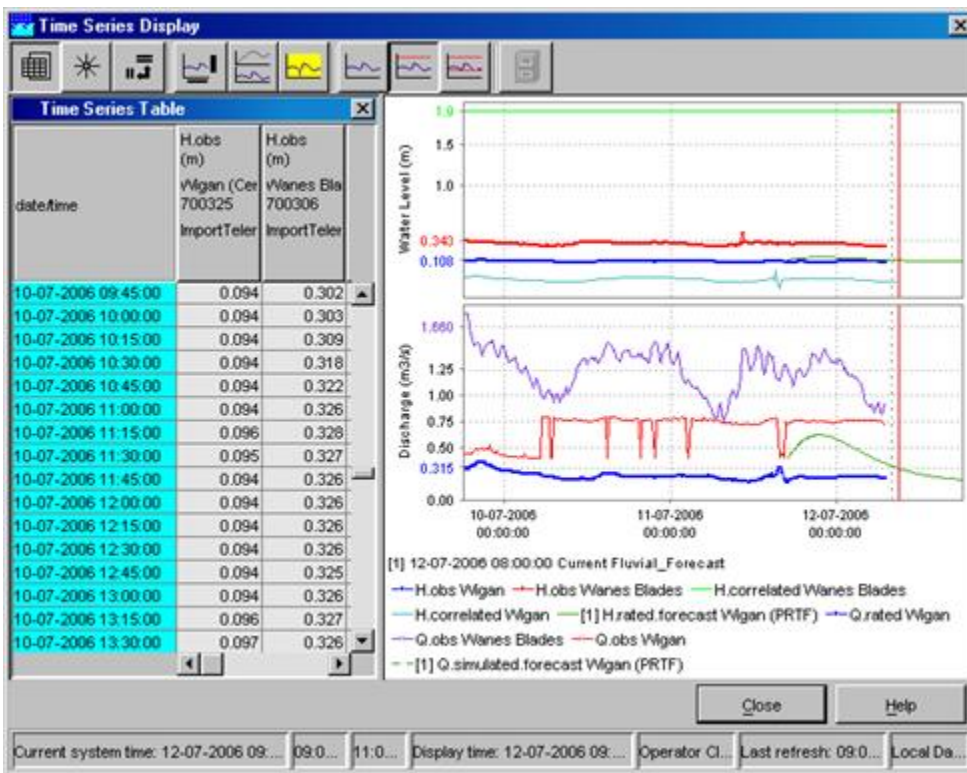 Time Series Display
Time Series Table
date/time
H.obs
(m)
Wigan (Cer
700325
ImportTeler
H.obs
(m)
Wanes Bla
700306
ImportTeler
10-07-2006 09:45:00 0.094 0.302
10-07-2006 10:00:00 0.094 0.303
10-07-2006 10:15:00 0.094 0.309
10-07-2006 10:30:00 0.094 0.318
10-07-2006 10:45:00 0.094 0.322
10-07-2006 11:00:00 0.094 0.326
10-07-2006 11:15:00 0.096 0.328
10-07-2006 11:30:00 0.095 0.327
10-07-2006 11:45:00 0.094 0.326
10-07-2006 12:00:00 0.094 0.326
10-07-2006 12:15:00 0.094 0.326
10-07-2006 12:30:00 0.094 0.326
10-07-2006 12:45:00 0.094 0.325
10-07-2006 13:00:00 0.094 0.326
10-07-2006 13:15:00 0.096 0.327
10-07-2006 13:30:00 0.097 0.326
Water Level (m)
1.9
1.5
1.0
0.343
0.108
Discharge (m3/s)
1.660
1.25
1.00
0.75
0.50
0.315
0.00
10-07-2006 11-07-2006 12-07-2006
00:00:00 00:00:00 00:00:00
[1] 12-07-2006 08:00:00 Current Fluvial_Forecast
H.obs Wigan H.obs Wanes Blades H.correlated Wanes Blades
H.correlated Wigan [1] H.rated.forecast Wigan (PRTF) Q.rated Wigan
Q.obs Wanes Blades Q.obs Wigan
[1] Q.simulated.forecast Wigan (PRTF)
Close Help
Current system time: 12-07-2006 09:... 09:0... 11:0... Display time: 12-07-2006 09:... Operator Cl... Last refresh: 09:0... Local Da...